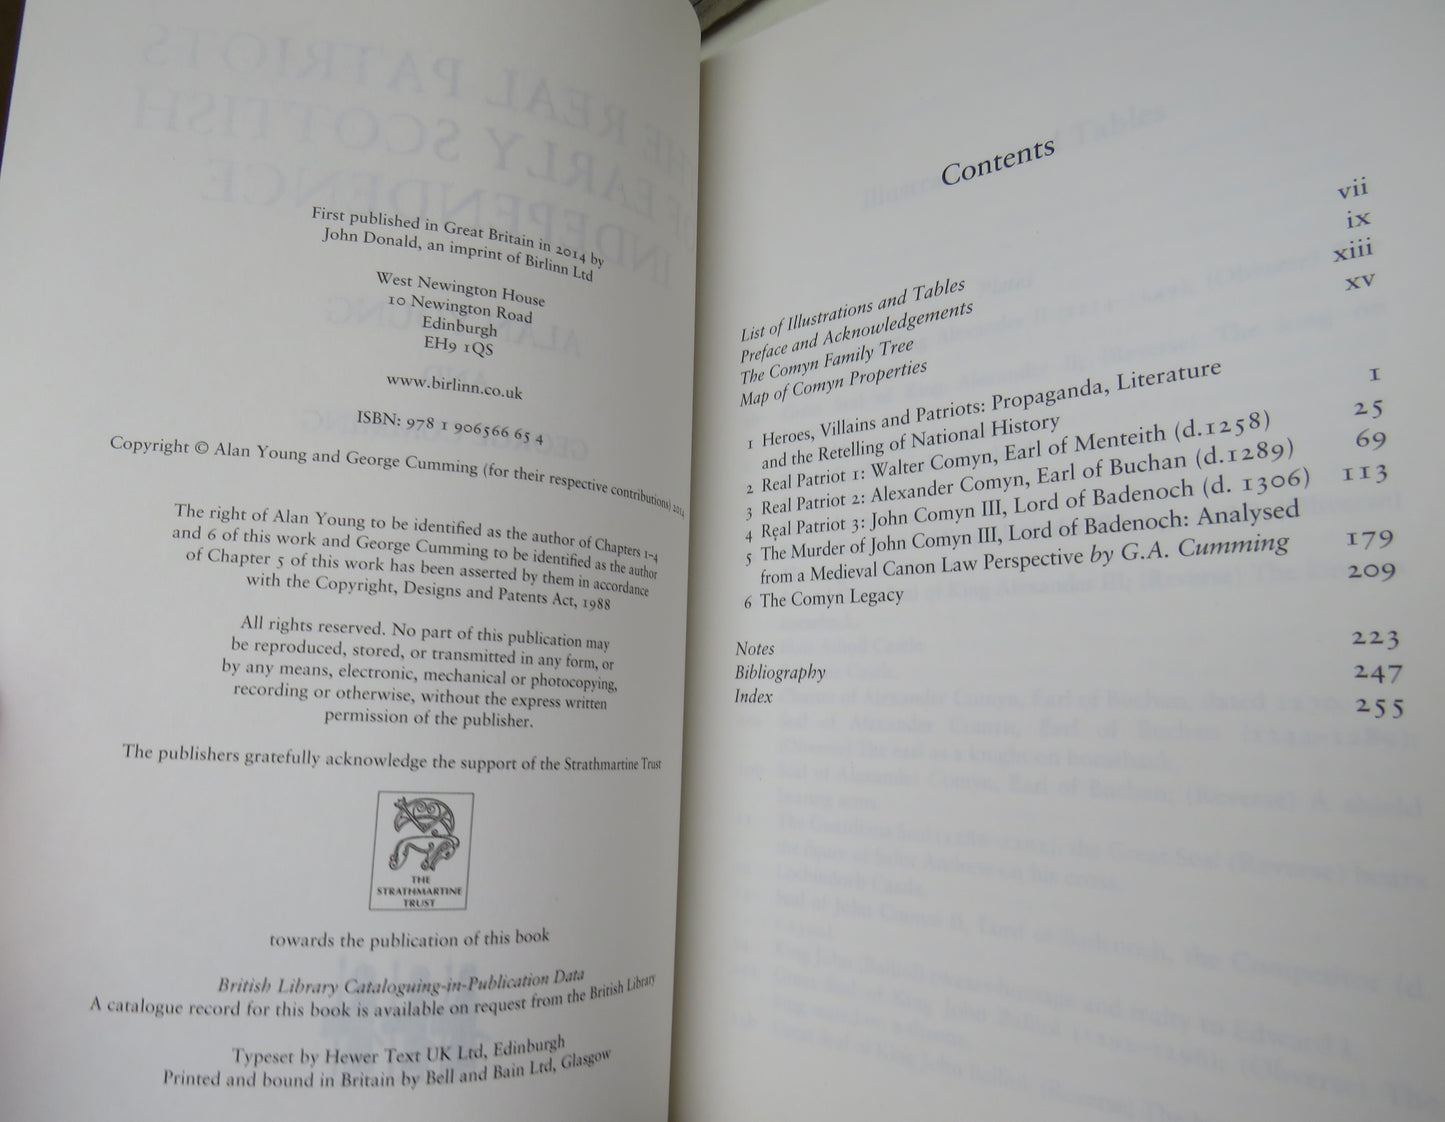 First published in Great Britain in 2014 by
John Donald, an imprint of Birlinn Ltd
West Newington House
10 Newington Road
Edinburgh
EH9 1QS
www.birlinn.co.uk
ISBN: 978 1 906566 65 4
Copyright © Alan Young and George Cumming (for their respective contributions) 2014
The right of Alan Young to be identified as the author of Chapters 1–4
and 6 of this work and George Cumming to be identified as the author
of Chapter 5 of this work has been asserted by them in accordance
with the Copyright, Designs and Patents Act, 1988
All rights reserved. No part of this publication may
be reproduced, stored, or transmitted in any form, or
by any means, electronic, mechanical or photocopying,
recording or otherwise, without the express written
permission of the publisher.
The publishers gratefully acknowledge the support of the Strathmartine Trust
THE
STRATHMARTINE
TRUST
towards the publication of this book
British Library Cataloguing-in-Publication Data
A catalogue record for this book is available on request from the British Library
Typeset by Hewer Text UK Ltd, Edinburgh
Printed and bound in Britain by Bell and Bain Ltd, Glasgow
Contents
List of Illustrations and Tables vii
Preface and Acknowledgements ix
The Comyn Family Tree xiii
Map of Comyn Properties xv
1 Heroes, Villains and Patriots: Propaganda, Literature
and the Retelling of National History 1
2 Real Patriot 1: Walter Comyn, Earl of Menteith (d.1258) 25
3 Real Patriot 2: Alexander Comyn, Earl of Buchan (d.1289) 69
4 Real Patriot 3: John Comyn III, Lord of Badenoch (d. 1306) 113
5 The Murder of John Comyn III, Lord of Badenoch: Analysed
from a Medieval Canon Law Perspective by G.A. Cumming 179
6 The Comyn Legacy 209
Notes 223
Bibliography 247
Index 255